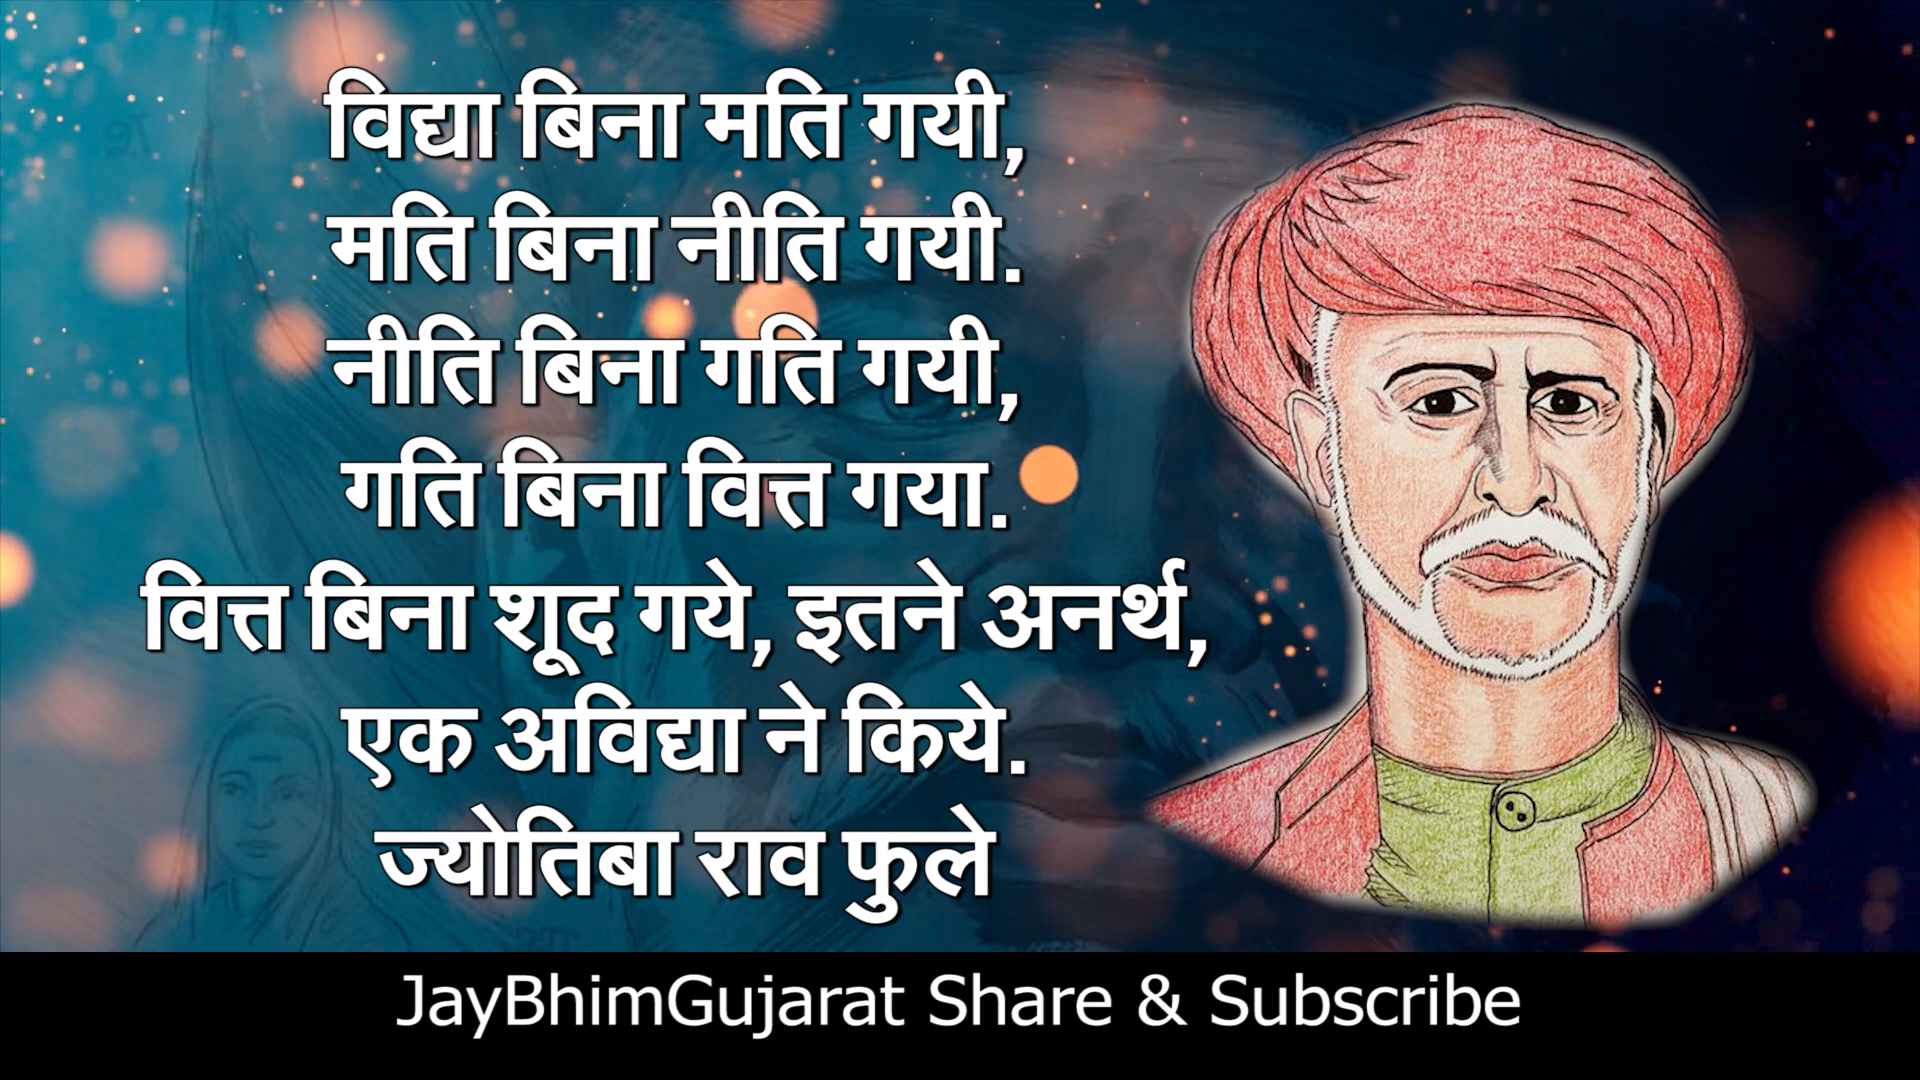 विद्या बिना मति गयी,
मति बिना नीति गयी.
नीति बिना गति गयी,
गति बिना वित्त गया.
वित्त बिना शूद गये, इतने अनर्थ,
एक अविद्या ने किये.
ज्योतिबा राव फुले
JayBhimGujarat Share & Subscribe